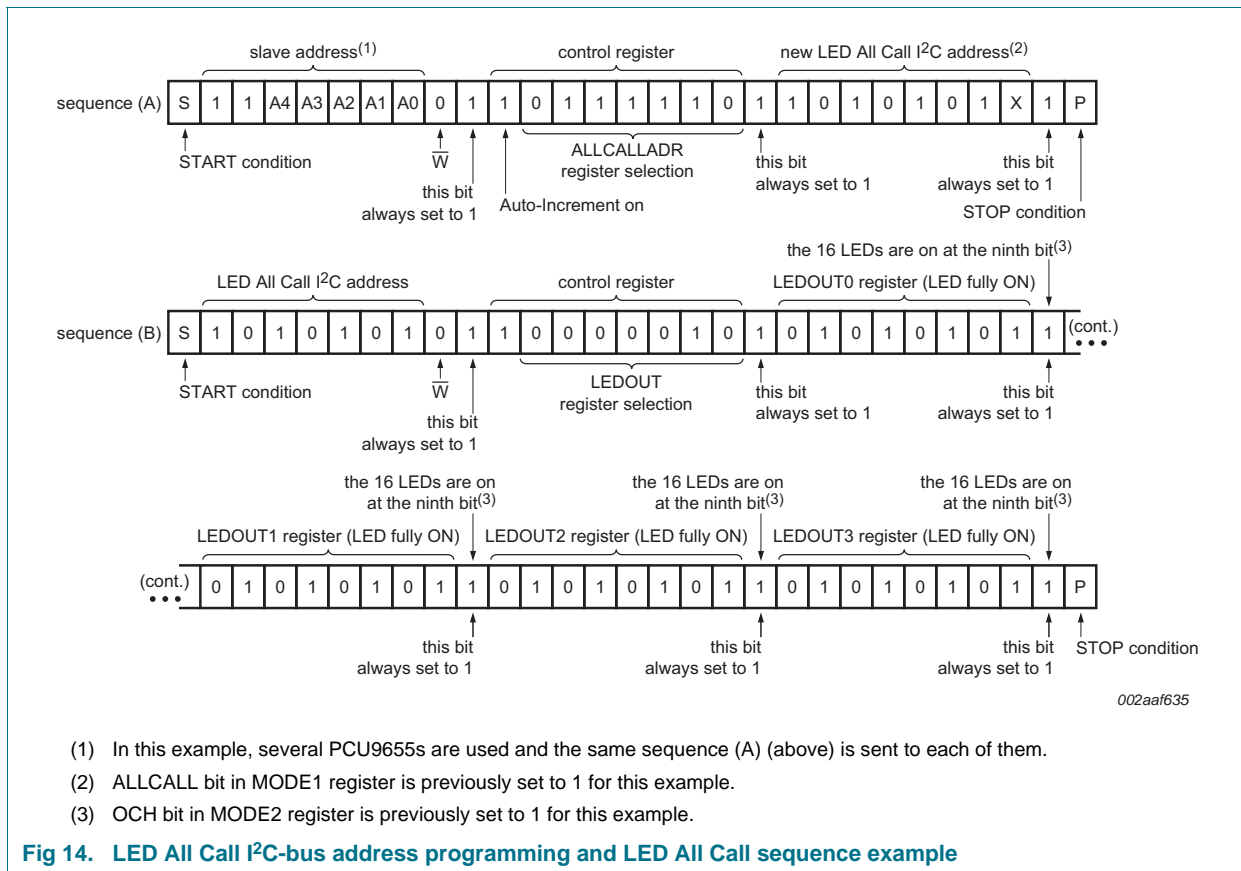 slave address(1) control register new LED All Call I2C address(2)
sequence (A) S 1 1 A4 A3 A2 A1 A0 0 1 1 0 1 1 1 1 1 0 1 1 0 1 0 1 0 1 X 1 P
START condition
W
this bit
always set to 1
Auto-Increment on
ALLCALLADR
register selection
this bit
always set to 1
this bit
always set to 1
STOP condition
the 16 LEDs are on at the ninth bit(3)
LED All Call I2C address control register LEDOUT0 register (LED fully ON)
sequence (B) S 1 0 1 0 1 0 1 0 1 1 0 0 0 0 0 1 0 1 0 1 0 1 0 1 0 1 1 (cont.)
START condition
W
this bit
always set to 1
LEDOUT
register selection
this bit
always set to 1
this bit
always set to 1
the 16 LEDs are on
at the ninth bit(3)
the 16 LEDs are on
at the ninth bit(3)
the 16 LEDs are on
at the ninth bit(3)
LEDOUT1 register (LED fully ON) LEDOUT2 register (LED fully ON) LEDOUT3 register (LED fully ON)
(cont.) 0 1 0 1 0 1 0 1 1 0 1 0 1 0 1 0 1 1 0 1 0 1 0 1 0 1 1 P
this bit
always set to 1
this bit
always set to 1
this bit
always set to 1
STOP condition
002aaf635
(1) In this example, several PCU9655s are used and the same sequence (A) (above) is sent to each of them.
(2) ALLCALL bit in MODE1 register is previously set to 1 for this example.
(3) OCH bit in MODE2 register is previously set to 1 for this example.
Fig 14. LED All Call I2C-bus address programming and LED All Call sequence example